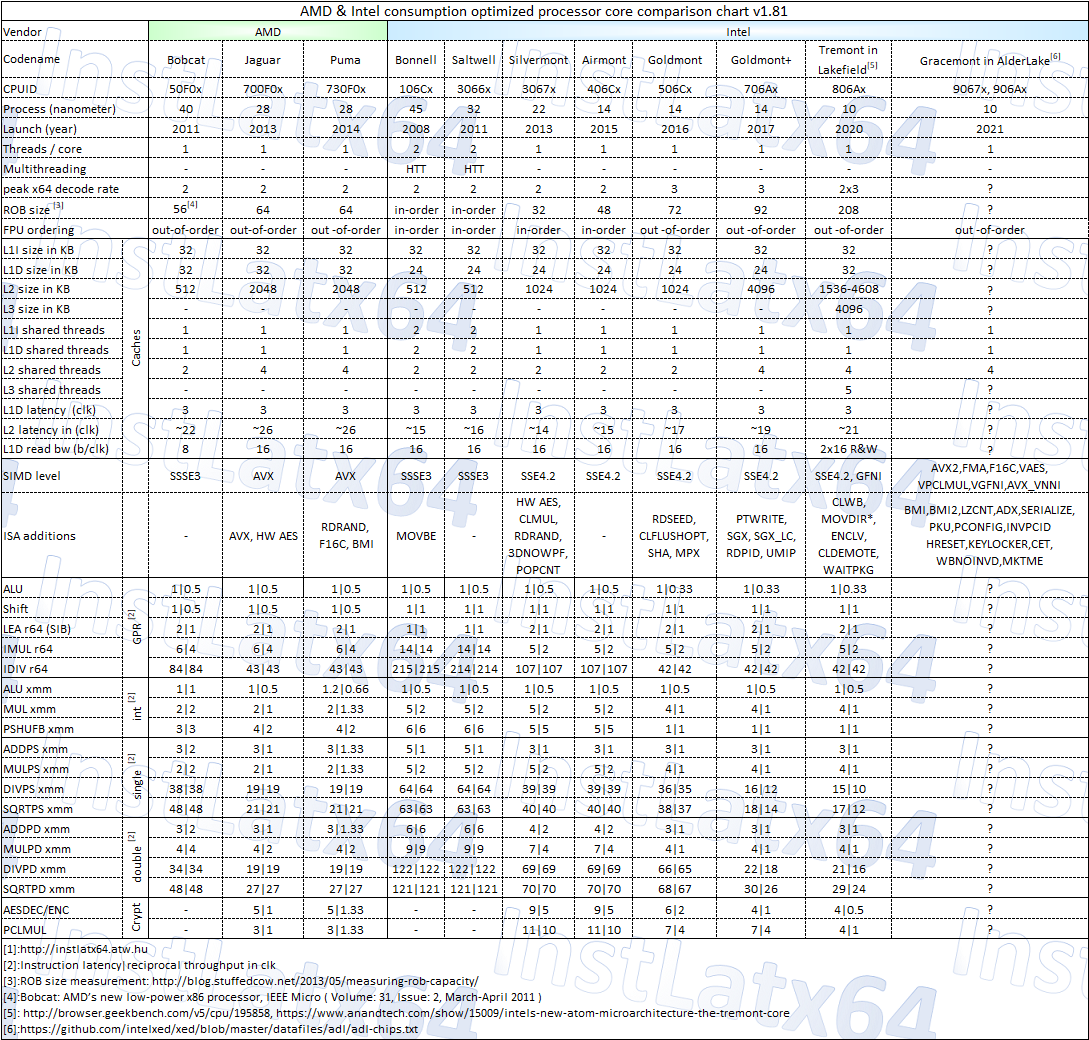 AMD & Intel consumption optimized processor core comparison chart v1.81
Vendor AMD Intel
Codename Bobcat Jaguar Puma Bonnell Saltwell Silvermont Airmont Goldmont Goldmont+ Tremont in Lakefield[5] Gracemont in AlderLake[6]
CPUID 50F0x 700F0x 730F0x 106Cx 3066x 3067x 406Cx 506Cx 706Ax 806Ax 9067x, 906Ax
Process (nanometer) 40 28 28 45 32 22 14 14 14 10 10
Launch (year) 2011 2013 2014 2008 2011 2013 2015 2016 2017 2020 2021
Threads / core 1 1 1 2 2 1 1 1 1 1 1
Multithreading - - - HTT HTT - - - - - -
peak x64 decode rate 2 2 2 2 2 2 2 3 3 2x3 ?
ROB size [3] 56[4] 64 64 in-order in-order 32 48 72 92 208 ?
FPU ordering out-of-order out-of-order out-of-order in-order in-order in-order in-order out -of-order out -of-order out -of-order out -of-order
Caches
L1I size in KB 32 32 32 32 32 32 32 32 32 32 ?
L1D size in KB 32 32 32 24 24 24 24 24 24 32 ?
L2 size in KB 512 2048 2048 512 512 1024 1024 1024 4096 1536-4608 ?
L3 size in KB - - - - - - - - - 4096 ?
L1I shared threads 1 1 1 2 2 1 1 1 1 1 1
L1D shared threads 1 1 1 2 2 1 1 1 1 1 1
L2 shared threads 2 4 4 2 2 2 2 2 4 4 4
L3 shared threads - - - - - - - - - 5 ?
L1D latency (clk) 3 3 3 3 3 3 3 3 3 3 ?
L2 latency in (clk) ~22 ~26 ~26 ~15 ~16 ~14 ~15 ~17 ~19 ~21 ?
L1D read bw (b/clk) 8 16 16 16 16 16 16 16 16 2x16 R&W ?
SIMD level SSSE3 AVX AVX SSSE3 SSSE3 SSE4.2 SSE4.2 SSE4.2 SSE4.2 SSE4.2, GFNI AVX2,FMA,F16C,VAES, VPCLMUL,VGFNI,AVX_VNNI
ISA additions - AVX, HW AES RDRAND, F16C, BMI MOVBE - HW AES, CLMUL, RDRAND, 3DNOWPF, POPCNT - RDSEED, CLFLUSHOPT, SHA, MPX PTWRITE, SGX, SGX_LC, RDPID, UMIP CLWB, MOVDIR*, ENCLV, CLDEMOTE, WAITPKG BMI,BMI2,LZCNT,ADX,SERIALIZE, PKU,PCONFIG,INVPCID HRESET,KEYLOCKER,CET, WBNOINVD,MKTME
GPR [2]
ALU 1|0.5 1|0.5 1|0.5 1|0.5 1|0.5 1|0.5 1|0.5 1|0.33 1|0.33 1|0.33 ?
Shift 1|0.5 1|0.5 1|0.5 1|1 1|1 1|1 1|1 1|1 1|1 1|1 ?
LEA r64 (SIB) 2|1 2|1 2|1 1|1 1|1 2|1 2|1 2|1 2|1 2|1 ?
IMUL r64 6|4 6|4 6|4 14|14 14|14 5|2 5|2 5|2 5|2 5|2 ?
IDIV r64 84|84 43|43 43|43 215|215 214|214 107|107 107|107 42|42 42|42 42|42 ?
int [2]
ALU xmm 1|1 1|0.5 1.2|0.66 1|0.5 1|0.5 1|0.5 1|0.5 1|0.5 1|0.5 1|0.5 ?
MUL xmm 2|2 2|1 2|1.33 5|2 5|2 5|2 5|2 4|1 4|1 4|1 ?
PSHUFB xmm 3|3 4|2 4|2 6|6 6|6 5|5 5|5 1|1 1|1 1|1 ?
single [2]
ADDPS xmm 3|2 3|1 3|1.33 5|1 5|1 3|1 3|1 3|1 3|1 3|1 ?
MULPS xmm 2|2 2|1 2|1.33 5|2 5|2 5|2 5|2 4|1 4|1 4|1 ?
DIVPS xmm 38|38 19|19 19|19 64|64 64|64 39|39 39|39 36|35 16|12 15|10 ?
SQRTPS xmm 48|48 21|21 21|21 63|63 63|63 40|40 40|40 38|37 18|14 17|12 ?
double [2]
ADDPD xmm 3|2 3|1 3|1.33 6|6 6|6 4|2 4|2 3|1 3|1 3|1 ?
MULPD xmm 4|4 4|2 4|2 9|9 9|9 7|4 7|4 4|1 4|1 4|1 ?
DIVPD xmm 34|34 19|19 19|19 122|122 122|122 69|69 69|69 66|65 22|18 21|16 ?
SQRTPD xmm 48|48 27|27 27|27 121|121 121|121 70|70 70|70 68|67 30|26 29|24 ?
Crypt
AESDEC/ENC - 5|1 5|1.33 - - 9|5 9|5 6|2 4|1 4|0.5 ?
PCLMUL - 3|1 3|1.33 - - 11|10 11|10 7|4 7|4 4|1 ?
[1]:http://instlatx64.atw.hu
[2]:Instruction latency|reciprocal throughput in clk
[3]:ROB size measurement: http://blog.stuffedcow.net/2013/05/measuring-rob-capacity/
[4]:Bobcat: AMD's new low-power x86 processor, IEEE Micro ( Volume: 31, Issue: 2, March-April 2011 )
[5]: http://browser.geekbench.com/v5/cpu/195858, https://www.anandtech.com/show/15009/intels-new-atom-microarchitecture-the-tremont-core
[6]:https://github.com/intelxed/xed/blob/master/datafiles/adl/adl-chips.txt
InstLatx64